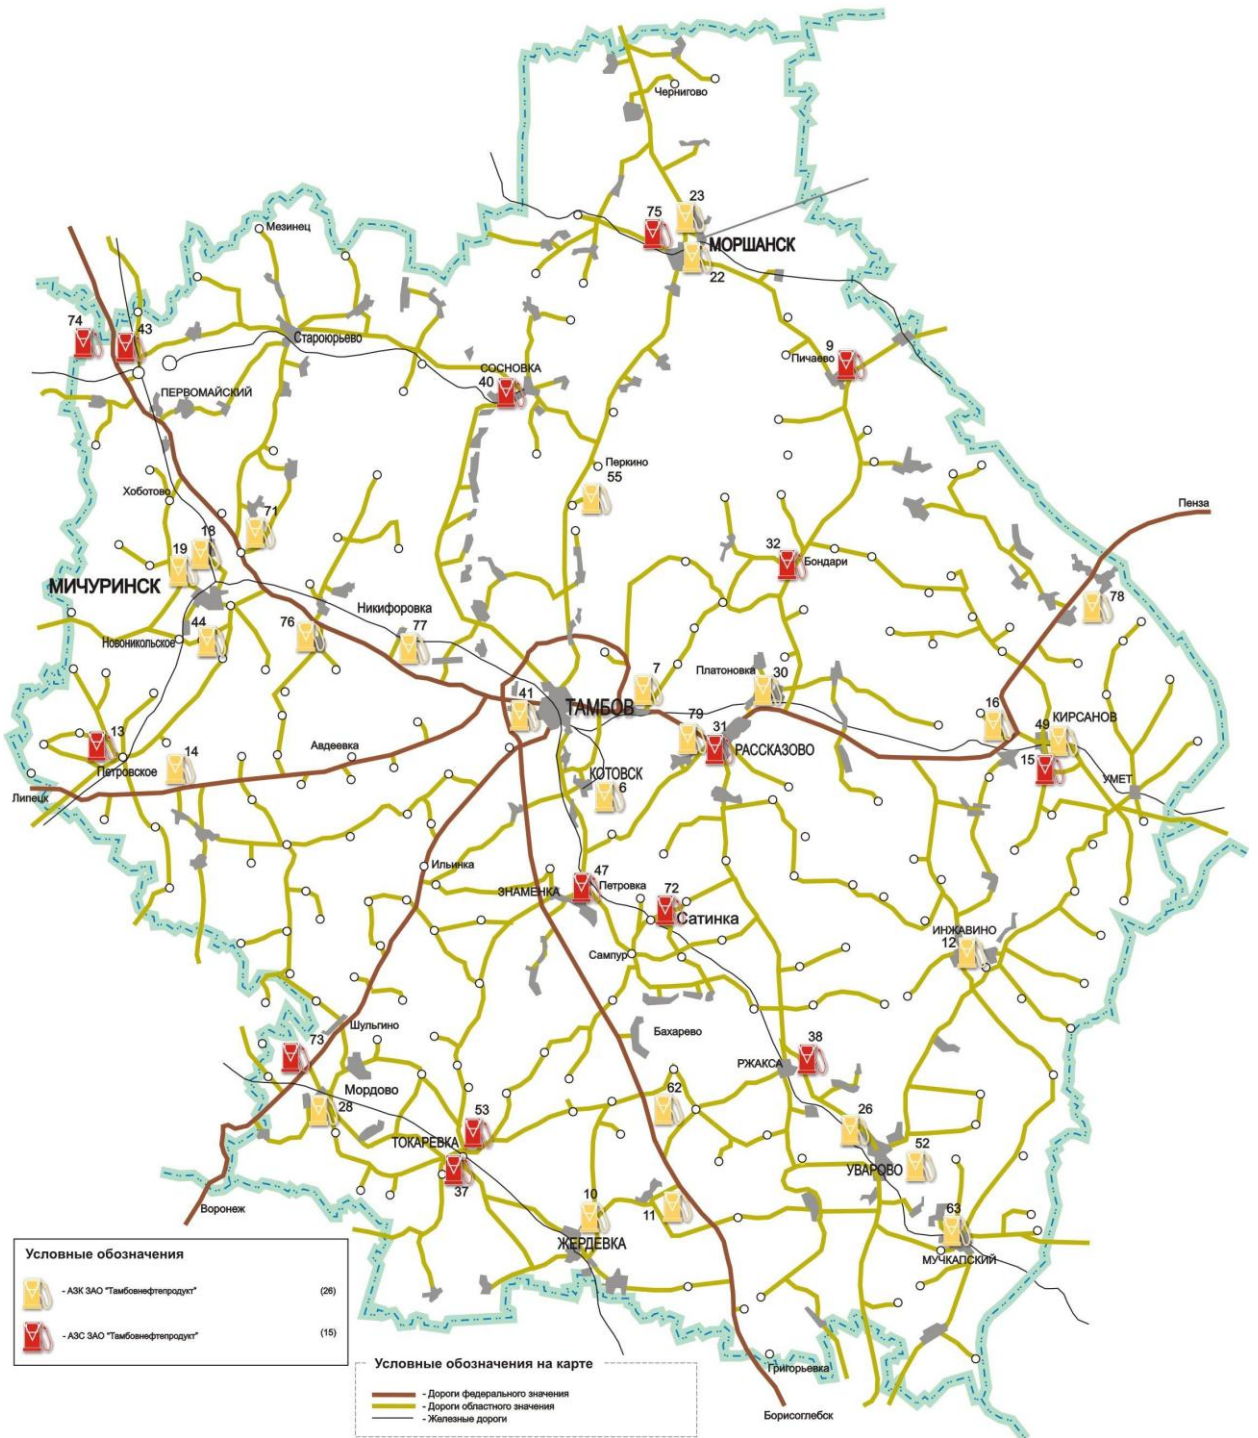 Чернигово
23
75
МОРШАНСК
22
Мезинец
74
43
Староюрьево
9
Пичаево
СОСНОВКА
40
ПЕРВОМАЙСКИЙ
Перкино
55
Хоботово
71
18
19
Пенза
32
Бондари
МИЧУРИНСК
78
Никифоровка
76
77
44
Новоникольское
7
Платоновка
30
41
ТАМБОВ
16
КИРСАНОВ
49
79
31
РАССКАЗОВО
13
14
Авдеевка
Петровское
15
КОТОВСК
6
УМЕТ
Липецк
Ильинка
47
ЗНАМЕНКА
Петровка
72
Сатинка
ИНЖАВИНО
12
Сампур
Шульгино
Бахарево
73
38
РЖАКСА
Мордово
28
62
53
ТОКАРЕВКА
26
52
УВАРОВО
37
Воронеж
10
11
63
ЖЕРДЕВКА
МУЧКАПСКИЙ
Григорьевка
Борисоглебск
Условные обозначения
- АЗК ЗАО "Тамбовнефтепродукт" (26)
- АЗС ЗАО "Тамбовнефтепродукт" (15)
Условные обозначения на карте
- Дороги федерального значения
- Дороги областного значения
- Железные дороги